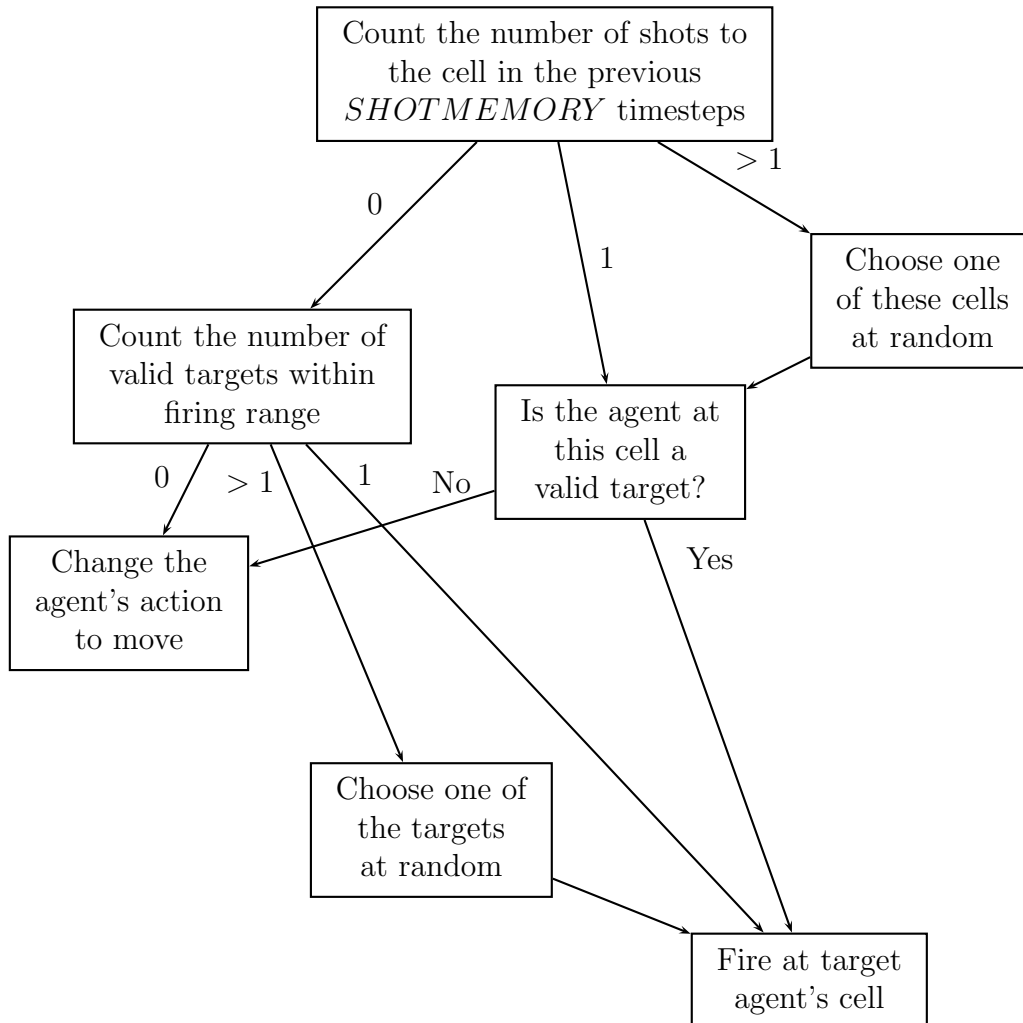 Count the number of shots to
the cell in the previous
SHOTMEMORY timesteps
> 1
0
1
Choose one
of these cells
at random
Count the number of
valid targets within
firing range
Is the agent at
this cell a
valid target?
0
> 1
1
No
Yes
Change the
agent's action
to move
Choose one of
the targets
at random
Fire at target
agent's cell